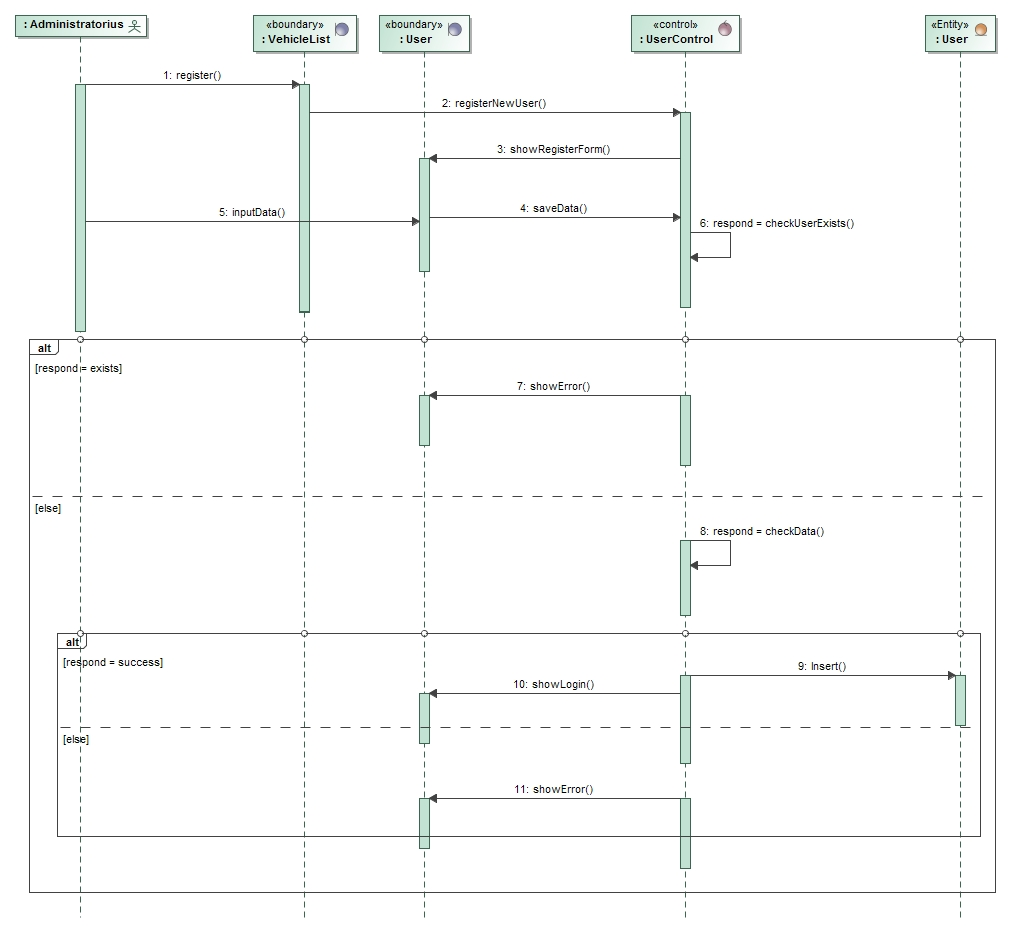 : Administratorius
«boundary»
: VehicleList
«boundary»
: User
«control»
: UserControl
«Entity»
: User
1: register()
2: registerNewUser()
3: showRegisterForm()
4: saveData()
5: inputData()
6: respond = checkUserExists()
alt
[respond = exists]
7: showError()
[else]
8: respond = checkData()
alt
[respond = success]
9: Insert()
10: showLogin()
[else]
11: showError()